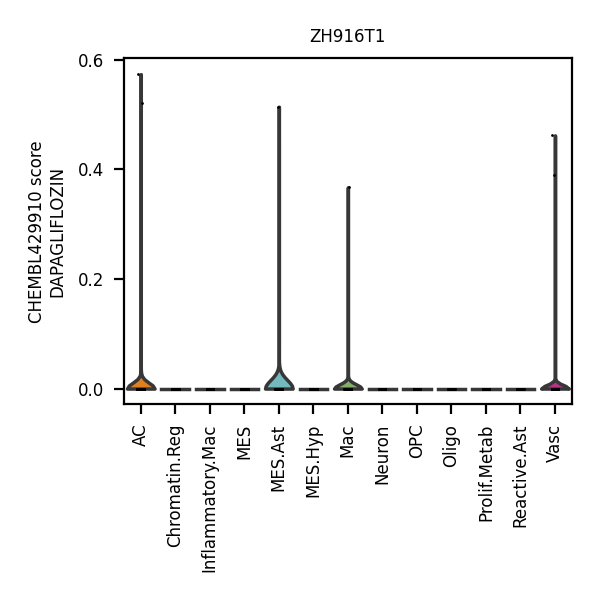 ZH916T1
CHEMBL429910 score
DAPAGLIFLOZIN
0.6
0.4
0.2
0.0
AC
Chromatin.Reg
Inflammatory.Mac
MES
MES.Ast
MES.Hyp
Mac
Neuron
OPC
Oligo
Prolif.Metab
Reactive.Ast
Vasc